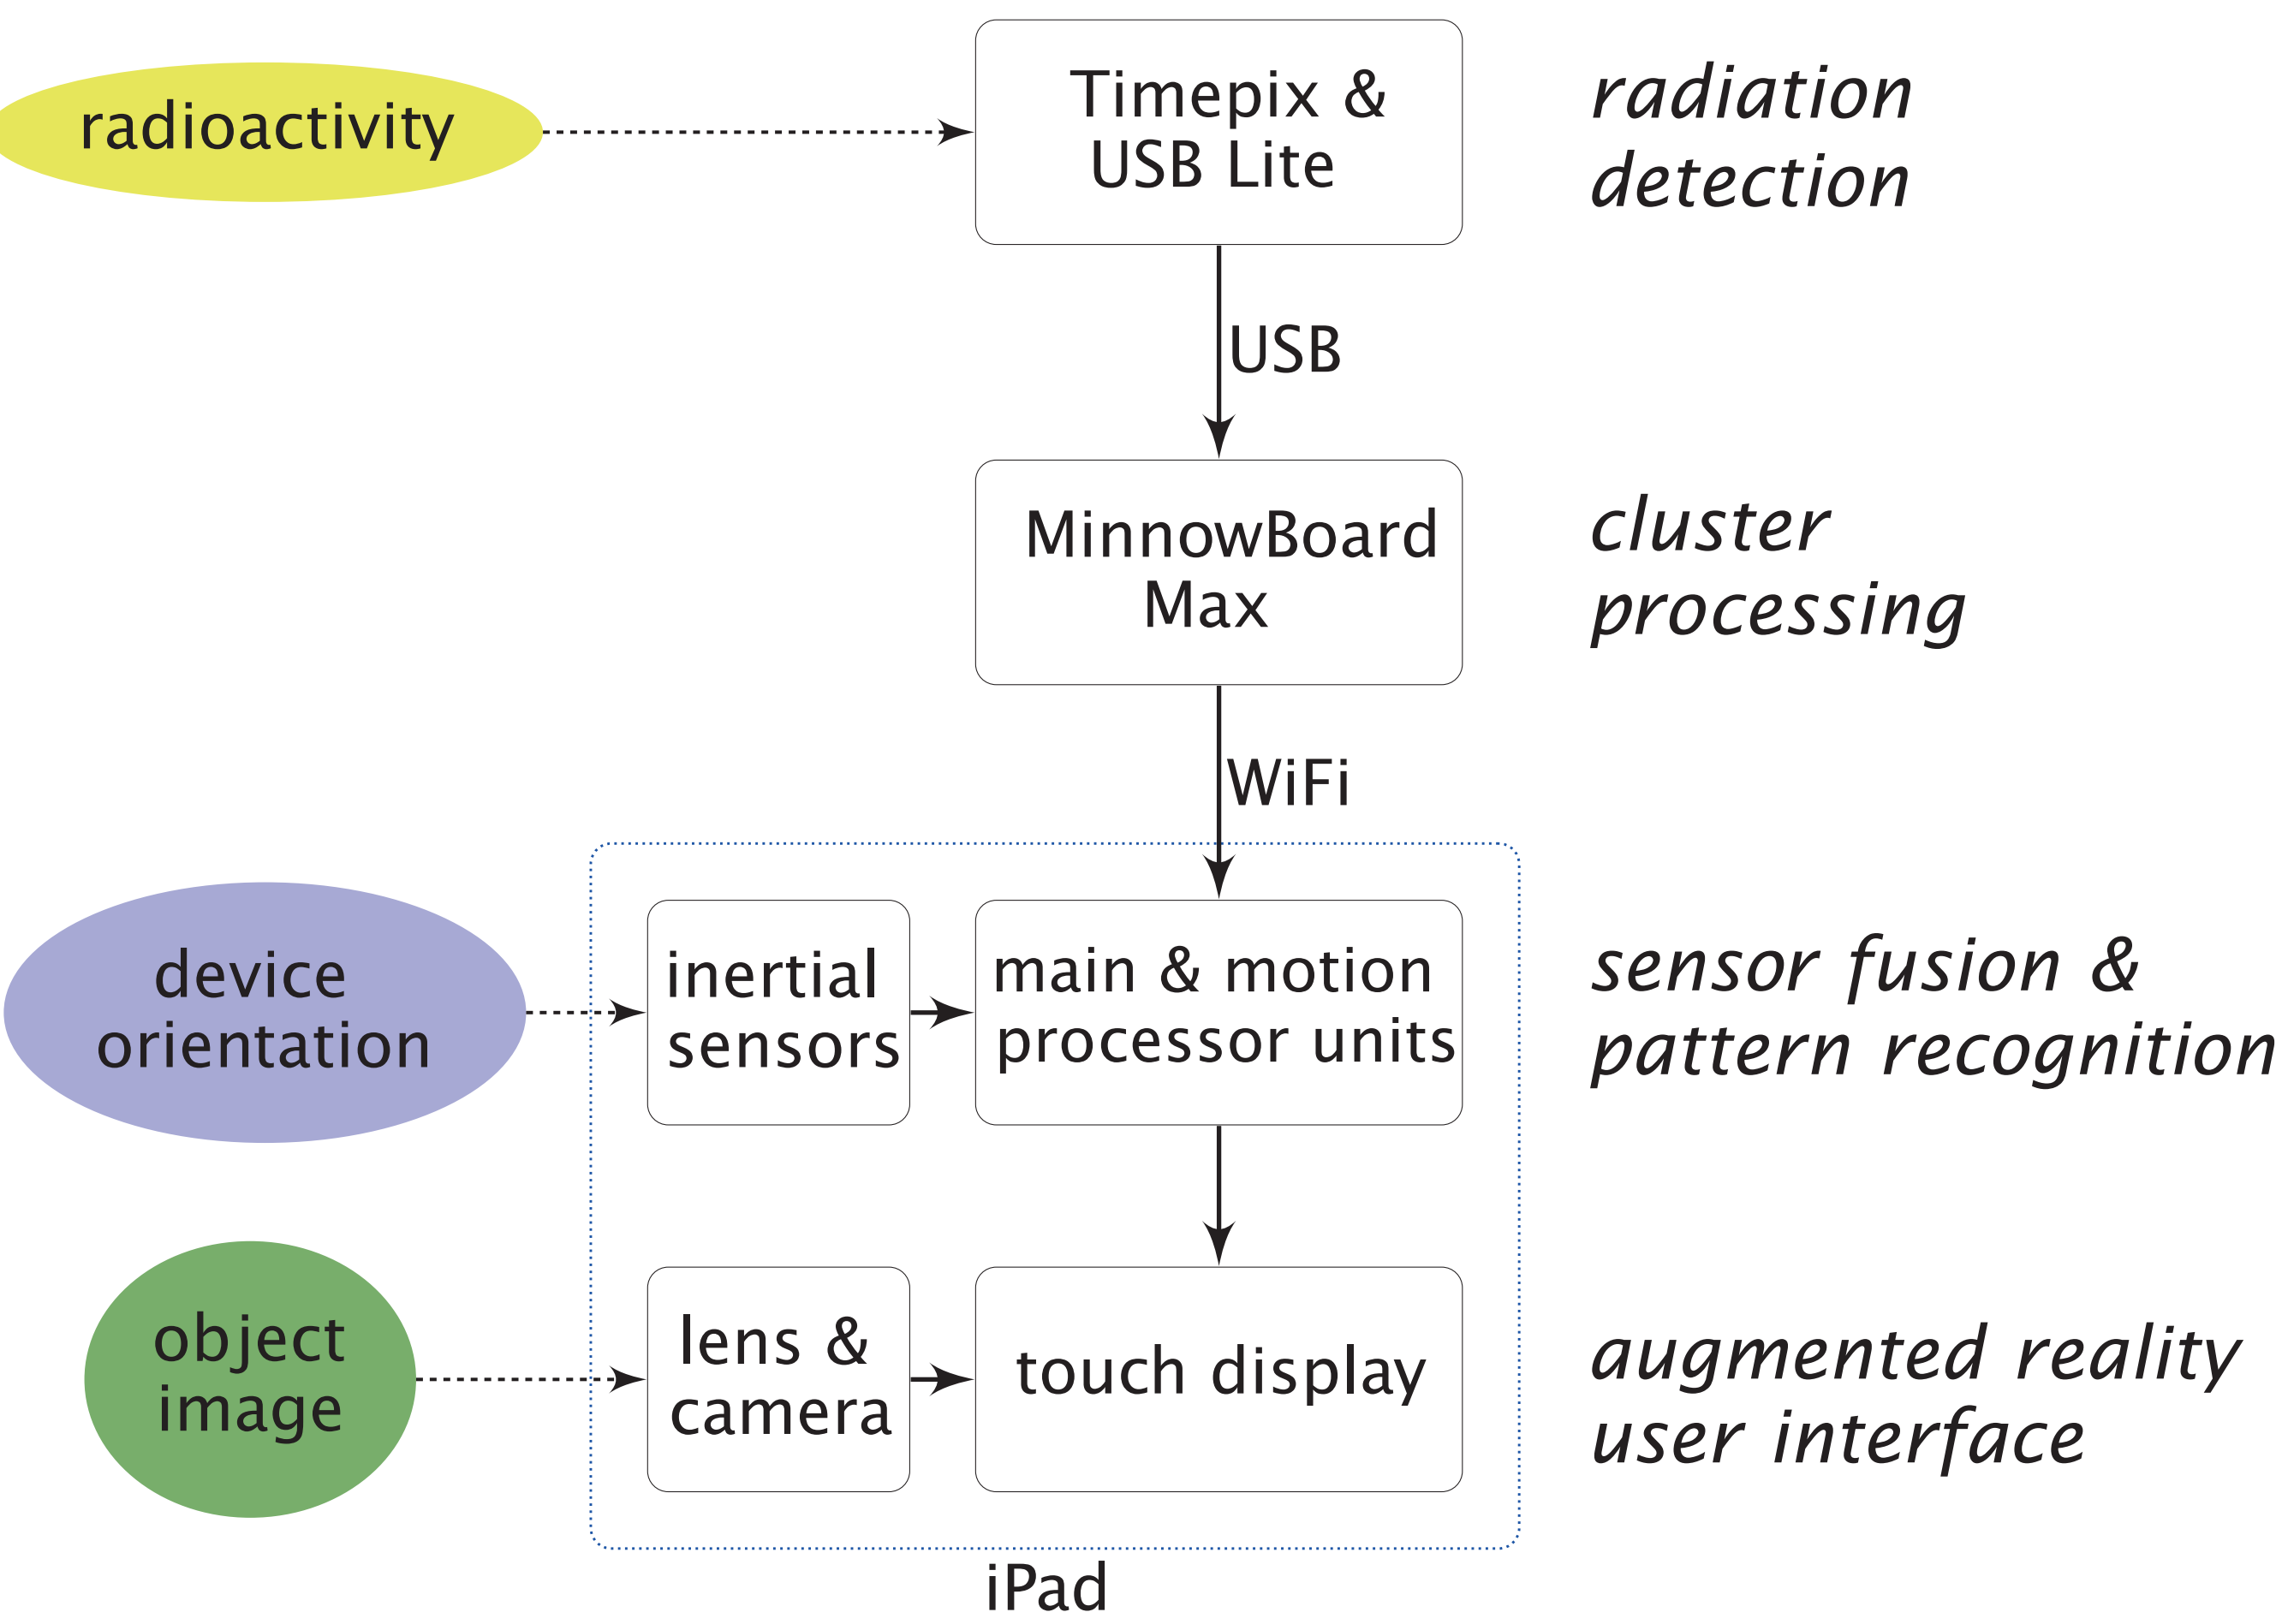 radioactivity
Timepix &
USB Lite
radiation
detection
USB
MinnowBoard
Max
cluster
processing
WiFi
device
orientation
inertial
sensors
main & motion
processor units
sensor fusion &
pattern recognition
object
image
lens &
camera
touch display
augmented reality
user interface
iPad